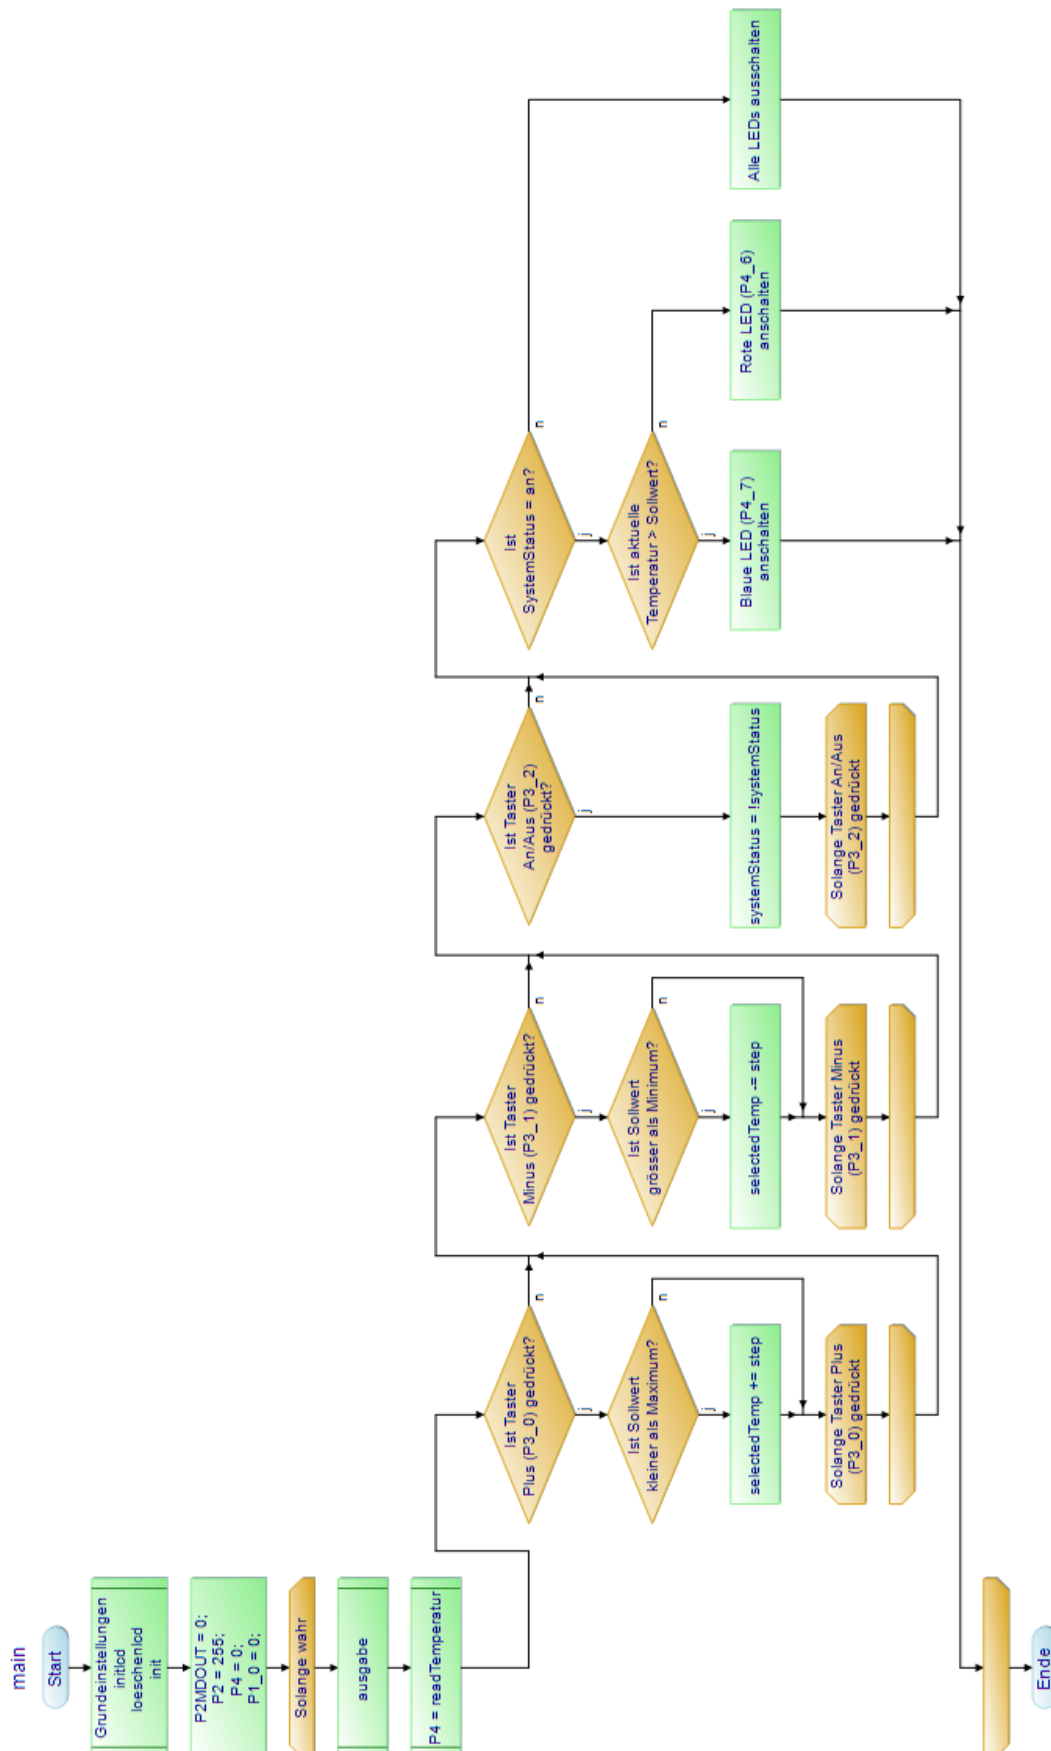 main
Start
Grundeinstellungen
initlcd
loeschenlcd
init
P2MDOUT = 0;
P2 = 255;
P4 = 0;
P1_0 = 0;
Solange wahr
ausgabe
P4 = readTemperatur
Ist Taster
Plus (P3_0) gedrückt?
n
j
Ist Sollwert
kleiner als Maximum?
n
j
selectedTemp += step
Solange Taster Plus
(P3_0) gedrückt
Ist Taster
Minus (P3_1) gedrückt?
n
j
Ist Sollwert
grösser als Minimum?
n
j
selectedTemp -= step
Solange Taster Minus
(P3_1) gedrückt
Ist Taster
An/Aus (P3_2)
gedrückt?
n
j
systemStatus = !systemStatus
Solange Taster An/Aus
(P3_2) gedrückt
Ist
SystemStatus = an?
n
j
Ist aktuelle
Temperatur > Sollwert?
n
j
Blaue LED (P4_7)
anschalten
Rote LED (P4_6)
anschalten
Alle LEDs ausschalten
Ende